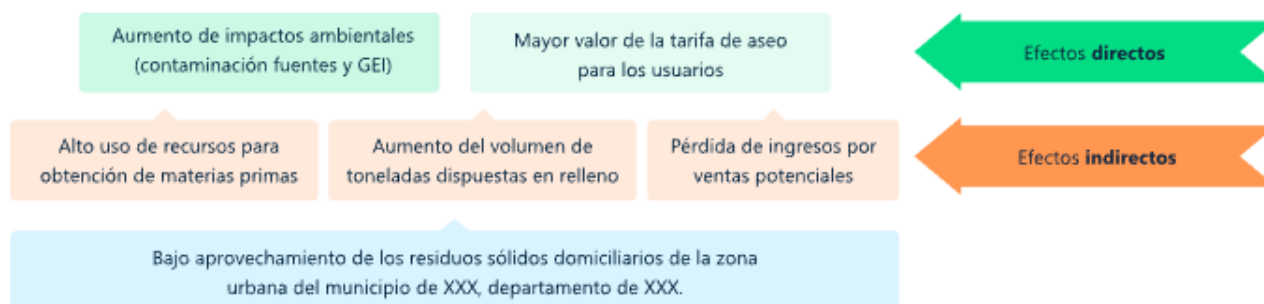 Aumento de impactos ambientales
(contaminación fuentes y GEI)
Mayor valor de la tarifa de aseo
para los usuarios
Efectos directos
Alto uso de recursos para
obtención de materias primas
Aumento del volumen de
toneladas dispuestas en relleno
Pérdida de ingresos por
ventas potenciales
Efectos indirectos
Bajo aprovechamiento de los residuos sólidos domiciliarios de la zona
urbana del municipio de XXX, departamento de XXX.